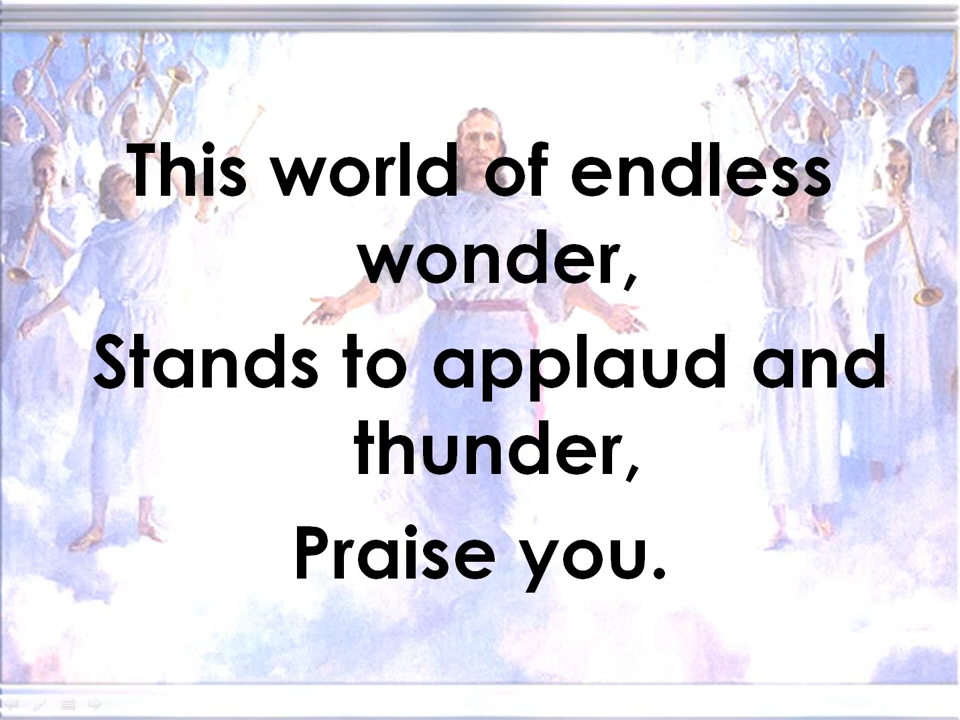 This world of endless
wonder,
Stands to applaud and
thunder,
Praise you.